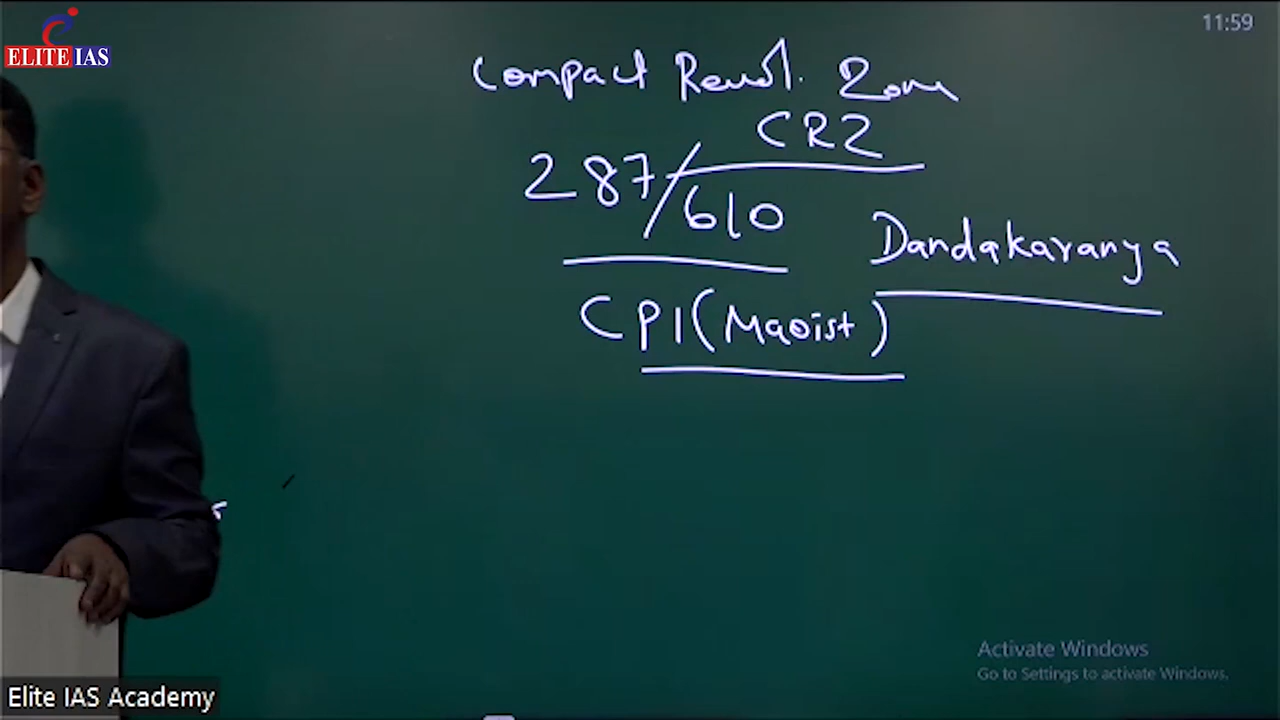 ELITE IAS
11:59
Compact Revol. Zone
CRZ
287/610
Dandakaranya
CPI (Maoist)
Activate Windows
Go to Settings to activate Windows.
Elite IAS Academy